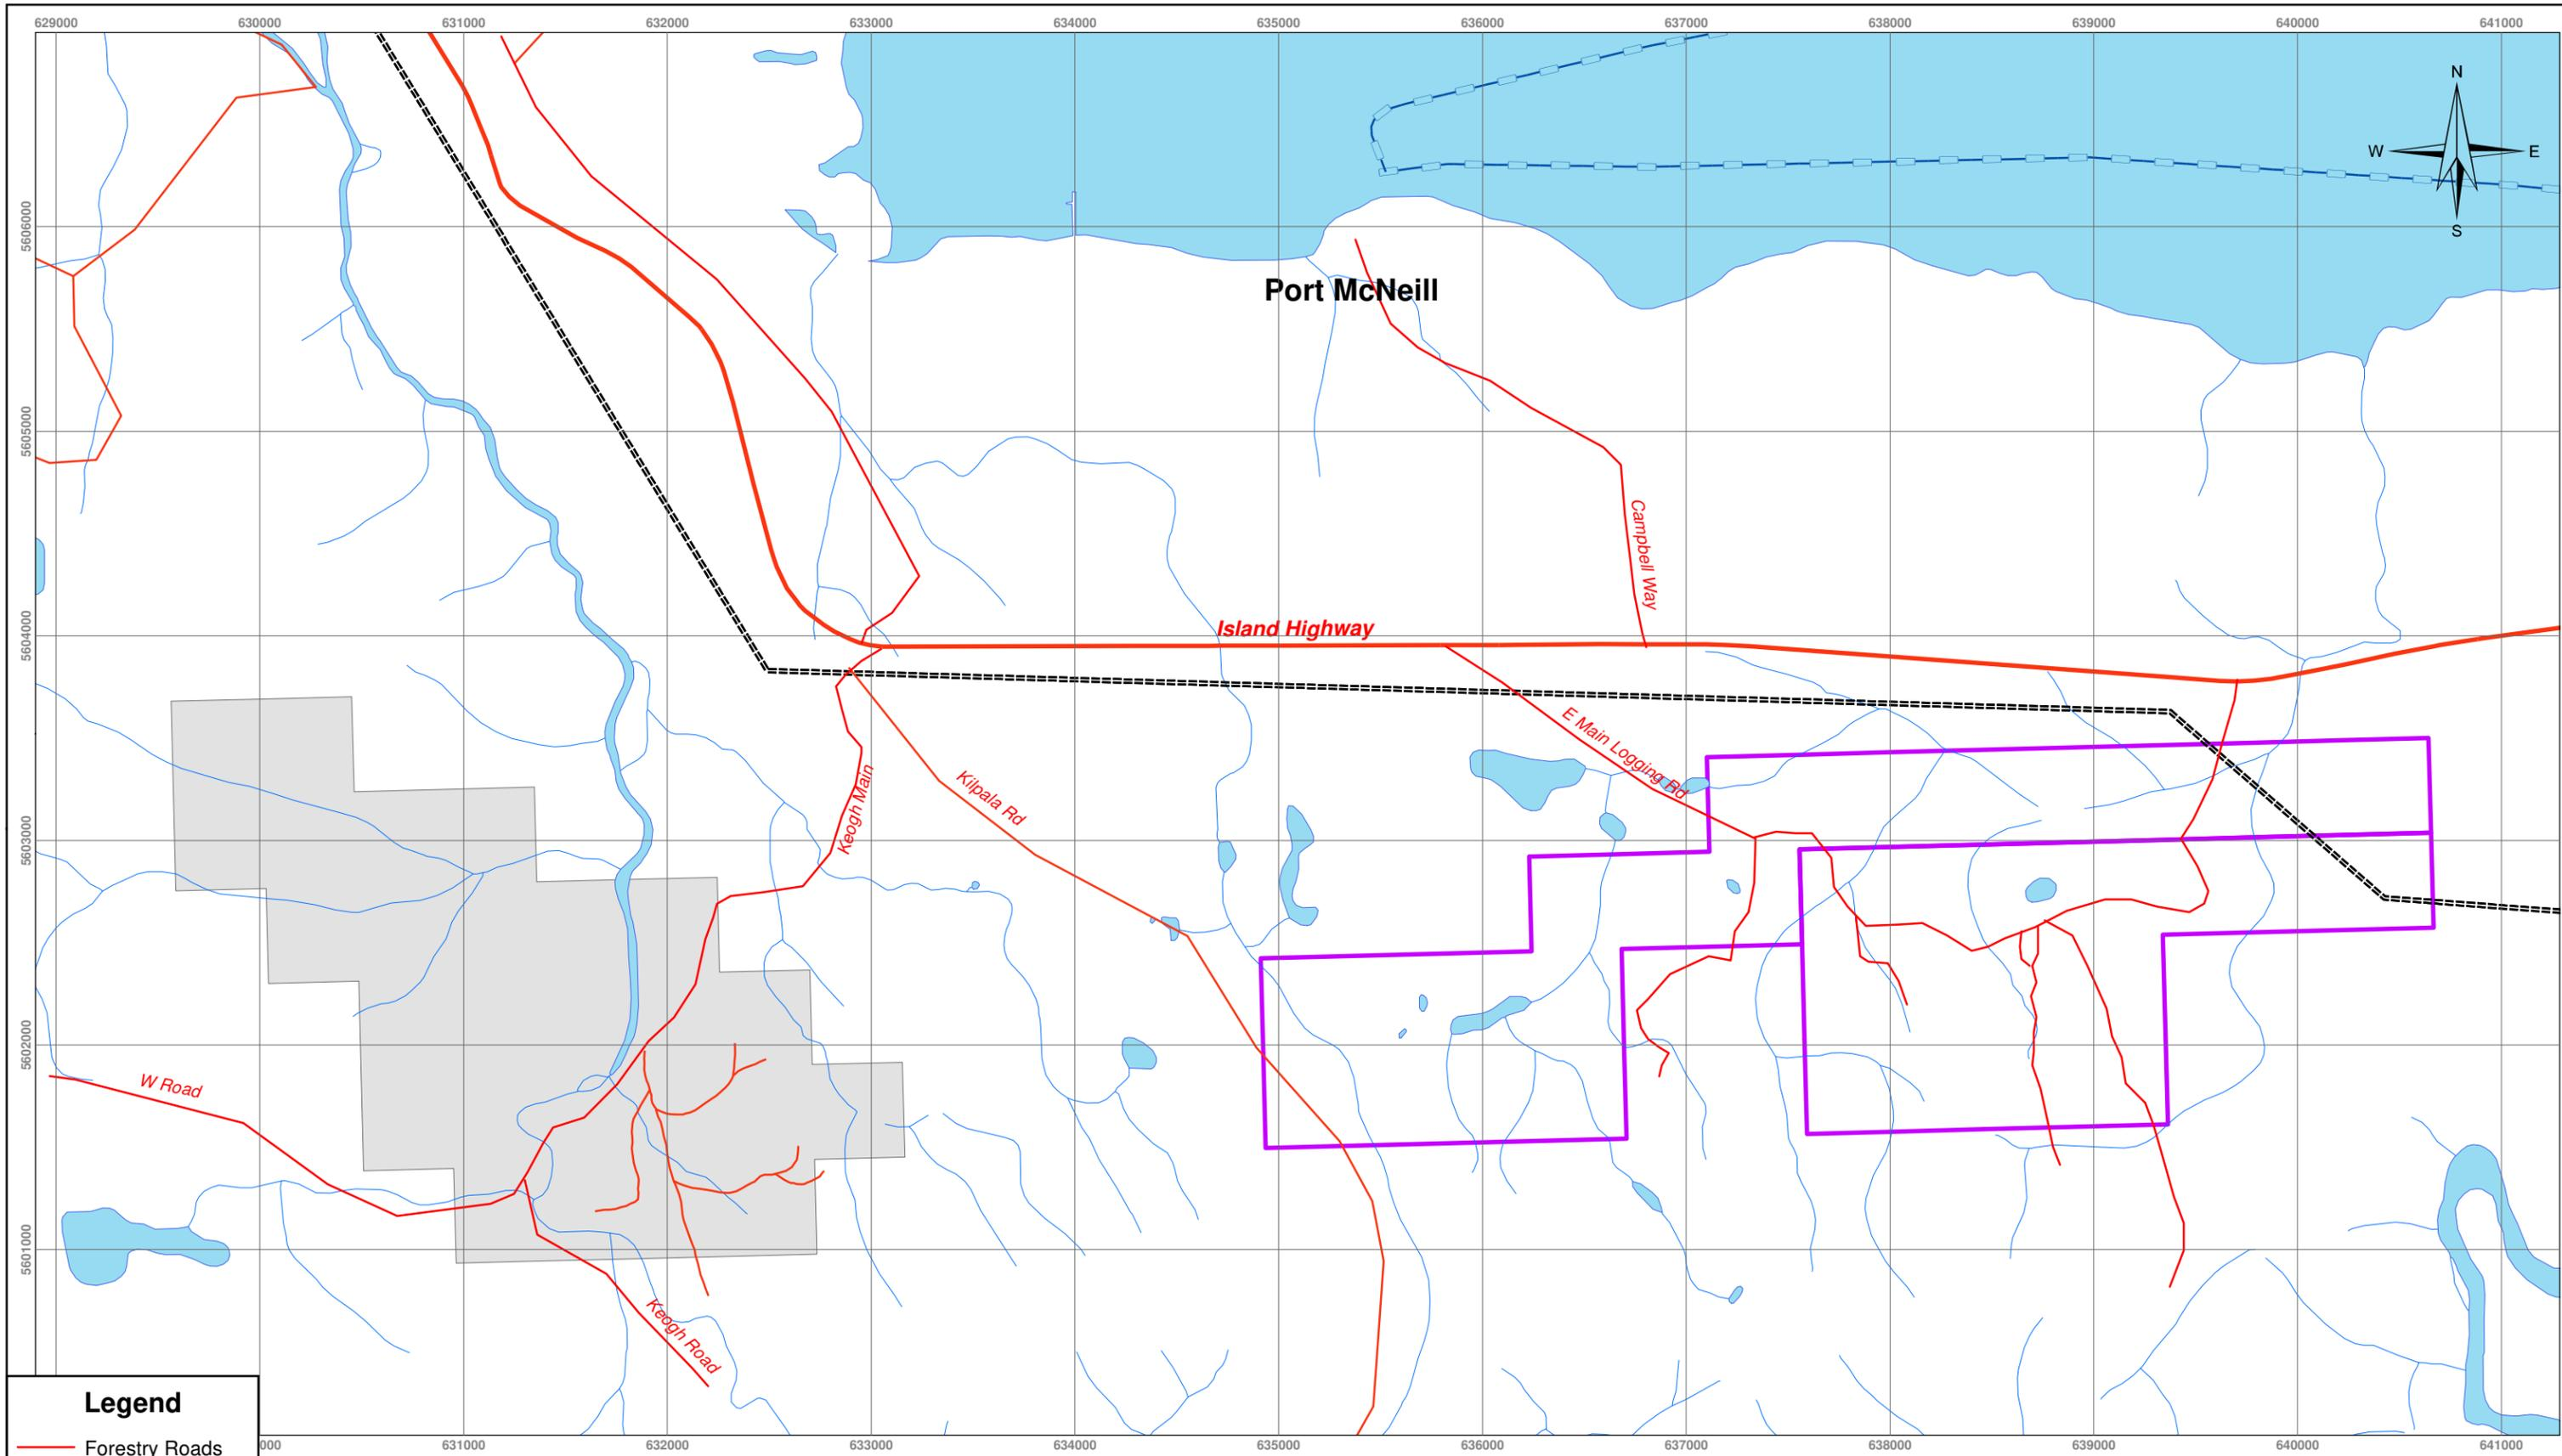 629000 630000 631000 632000 633000 634000 635000 636000 637000 638000 639000 640000 641000
N
W E
S
5606000
Port McNeill
5605000
Campbell Way
5604000
Island Highway
E Main Logging Rd
Kilpala Rd
Keogh Main
5603000
5602000
W Road
5601000
Keogh Road
Legend
Forestry Roads
000 631000 632000 633000 634000 635000 636000 637000 638000 639000 640000 641000